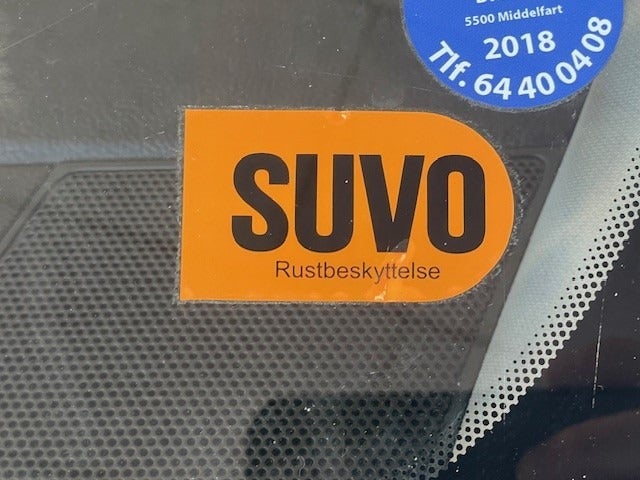 5500 Middelfart
2018
Tlf. 64 40 04 08
SUVO
Rustbeskyttelse